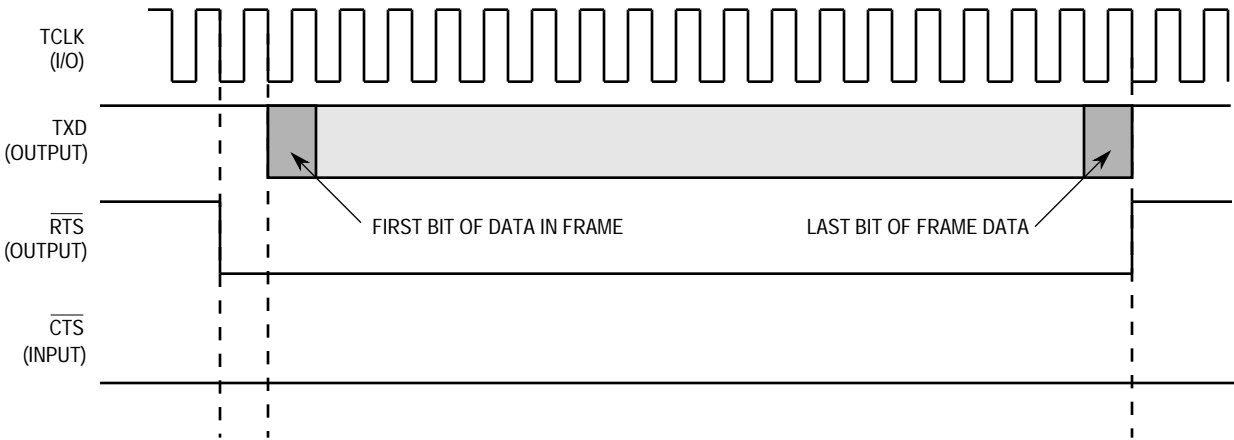 TCLK
(I/O)
TXD
(OUTPUT)
FIRST BIT OF DATA IN FRAME
LAST BIT OF FRAME DATA
RTS
(OUTPUT)
CTS
(INPUT)